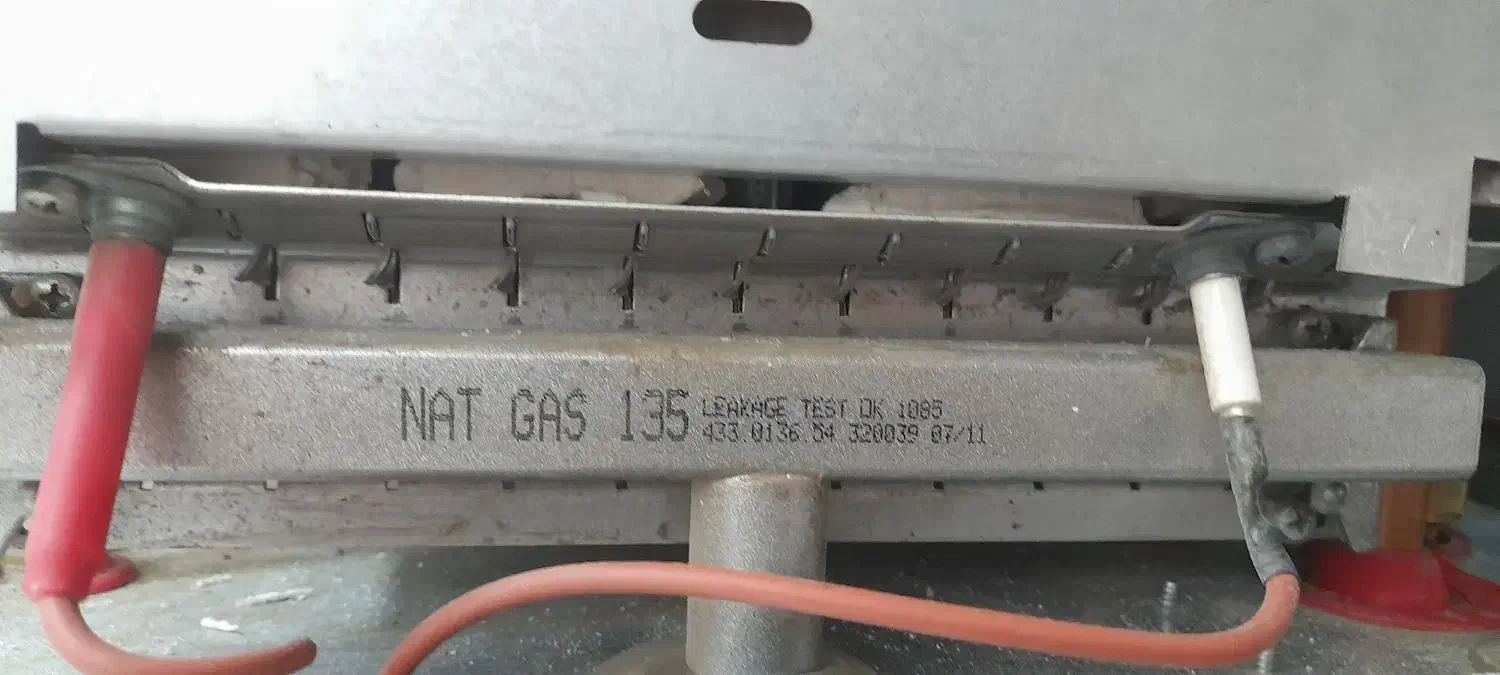 NAT GAS 135
LEAKAGE TEST OK 1085
433.0136.54 320039 07/11